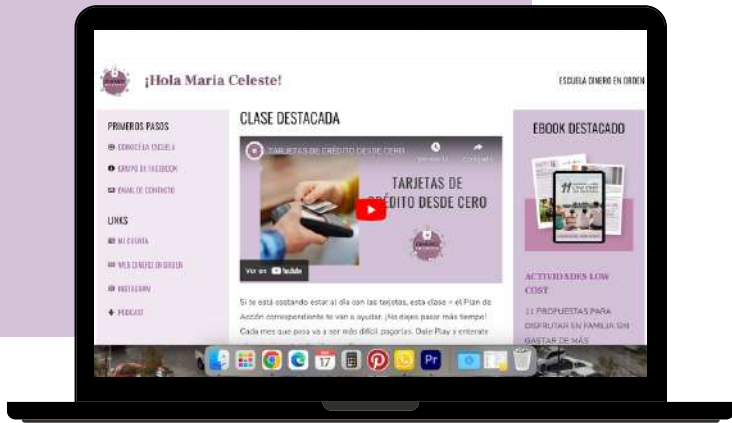 ¡Hola Maria Celeste!
ESCUELA DINERO EN ORDEN
PRIMEROS PASOS
CONOCÉ LA ESCUELA
GRUPO DE FACEBOOK
EMAIL DE CONTACTO
LINKS
MI CUENTA
WEB DINERO EN ORDEN
INSTAGRAM
PODCAST
CLASE DESTACADA
TARJETAS DE CRÉDITO DESDE CERO
TARJETAS DE
CRÉDITO DESDE CERO
Ver en YouTube
Si te está costando estar al día con las tarjetas, esta clase + el Plan de
Acción correspondiente te van a ayudar. ¡No dejes pasar más tiempo!
Cada mes que pasa va a ser más difícil pagarlas. Dale Play y enterate
EBOOK DESTACADO
11
ACTIVIDADES LOW
COST
11 PROPUESTAS PARA
DISFRUTAR EN FAMILIA SIN
GASTAR DE MÁS
17
Pr